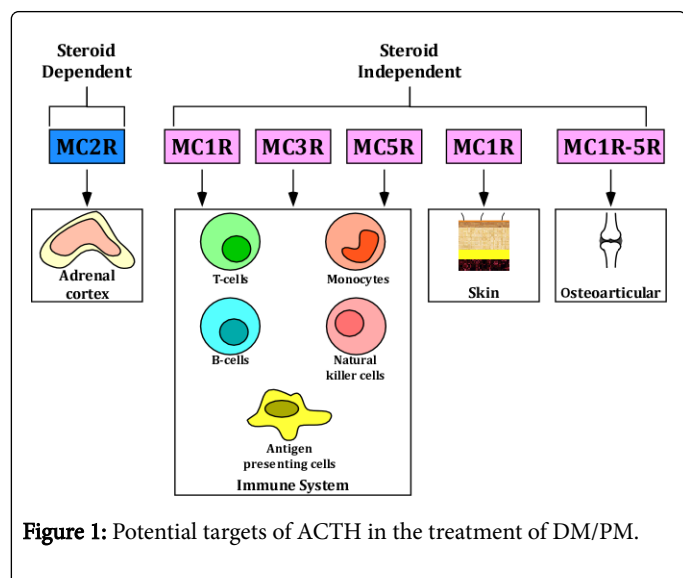 Steroid
Dependent
Steroid
Independent
MC2R
MC1R
MC3R
MC5R
MC1R
MC1R-5R
Adrenal
cortex
T-cells
Monocytes
B-cells
Natural
killer cells
Antigen
presenting cells
Immune System
Skin
Osteoarticular
Figure 1: Potential targets of ACTH in the treatment of DM/PM.